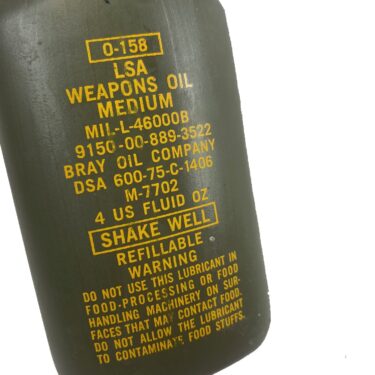 O-158
LSA
WEAPONS OIL
MEDIUM
MIL-L-46000B
9150-00-889-3522
BRAY OIL COMPANY
DSA 600-75-C-1406
M-7702
4 US FLUID OZ
SHAKE WELL
REFILLABLE
WARNING
DO NOT USE THIS LUBRICANT IN
FOOD-PROCESSING OR FOOD
HANDLING MACHINERY ON SUR-
FACES THAT MAY CONTACT FOOD.
DO NOT ALLOW THE LUBRICANT
TO CONTAMINATE FOOD STUFFS.